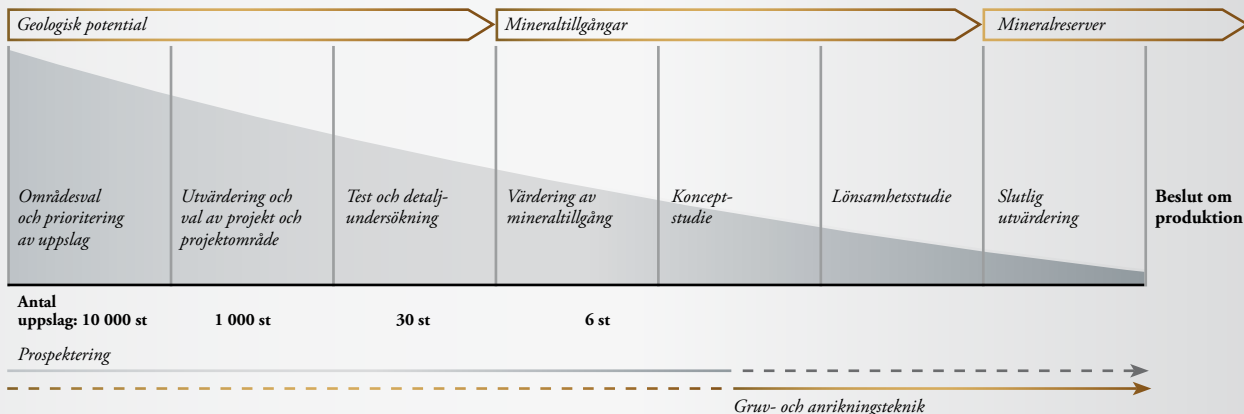 Geologisk potential
Mineraltillgångar
Mineralreserver
Områdesval
och prioritering
av uppslag
Utvärdering och
val av projekt och
projektområde
Test och detalj-
undersökning
Värdering av
mineraltillgång
Koncept-
studie
Lönsamhetsstudie
Slutlig
utvärdering
Beslut om
produktion
Antal
uppslag: 10 000 st
1 000 st
30 st
6 st
Prospektering
Gruv- och anrikningsteknik